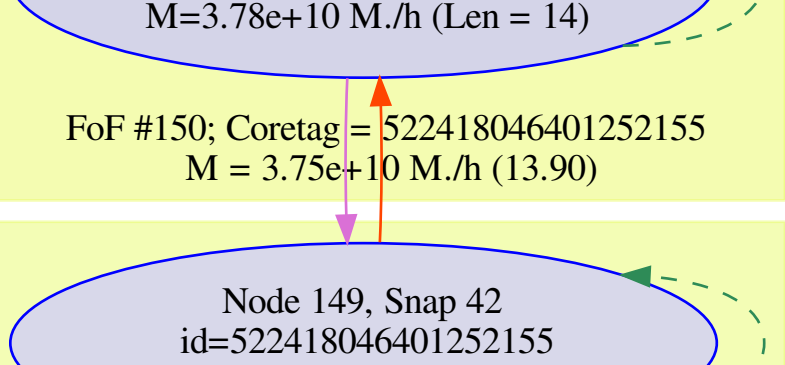 M=3.78e+10 M./h (Len = 14)
FoF #150; Coretag = 522418046401252155
M = 3.75e+10 M./h (13.90)
Node 149, Snap 42
id=522418046401252155